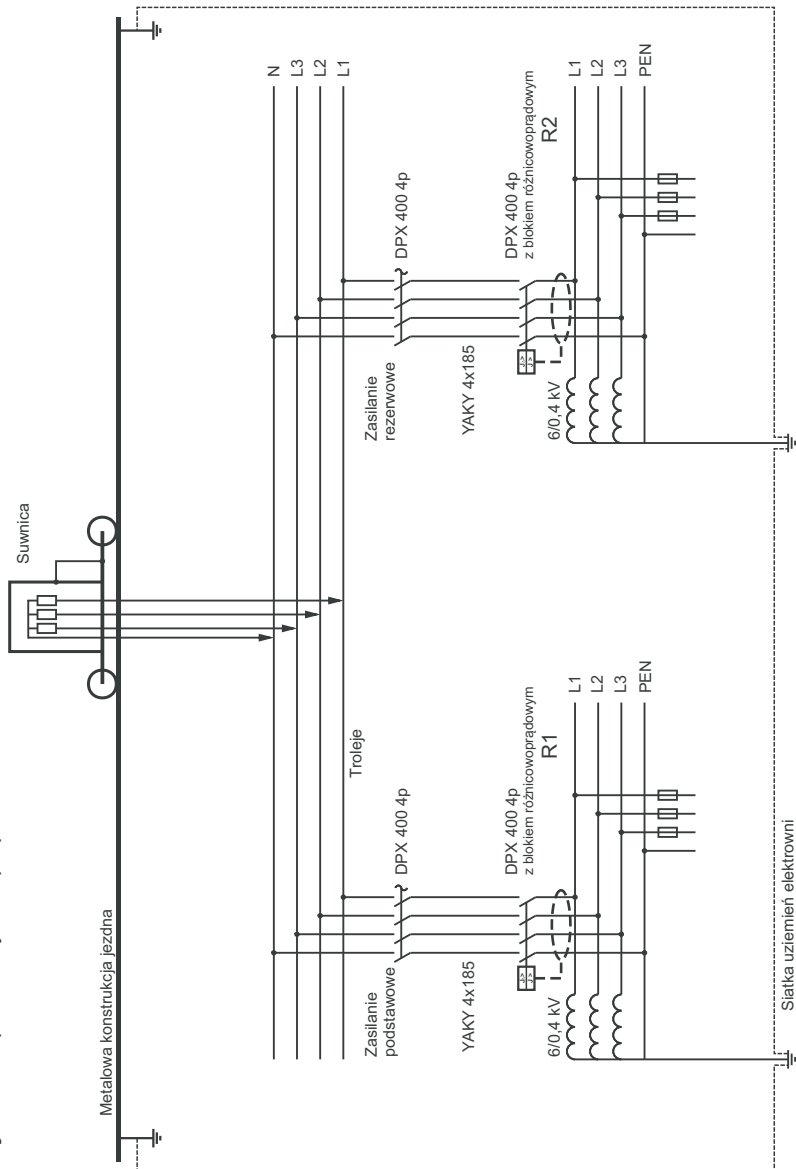 Suwnica
Metalowa konstrukcja jezdna
N
L3
L2
L1
Troleje
Zasilanie
podstawowe
DPX 400 4p
YAKY 4x185
DPX 400 4p
z blokiem różnicowoprądowym
R1
6/0,4 kV
L1
L2
L3
PEN
Zasilanie
rezerwowe
DPX 400 4p
YAKY 4x185
DPX 400 4p
z blokiem różnicowoprądowym
R2
6/0,4 kV
L1
L2
L3
PEN
Siatka uziemień elektrowni